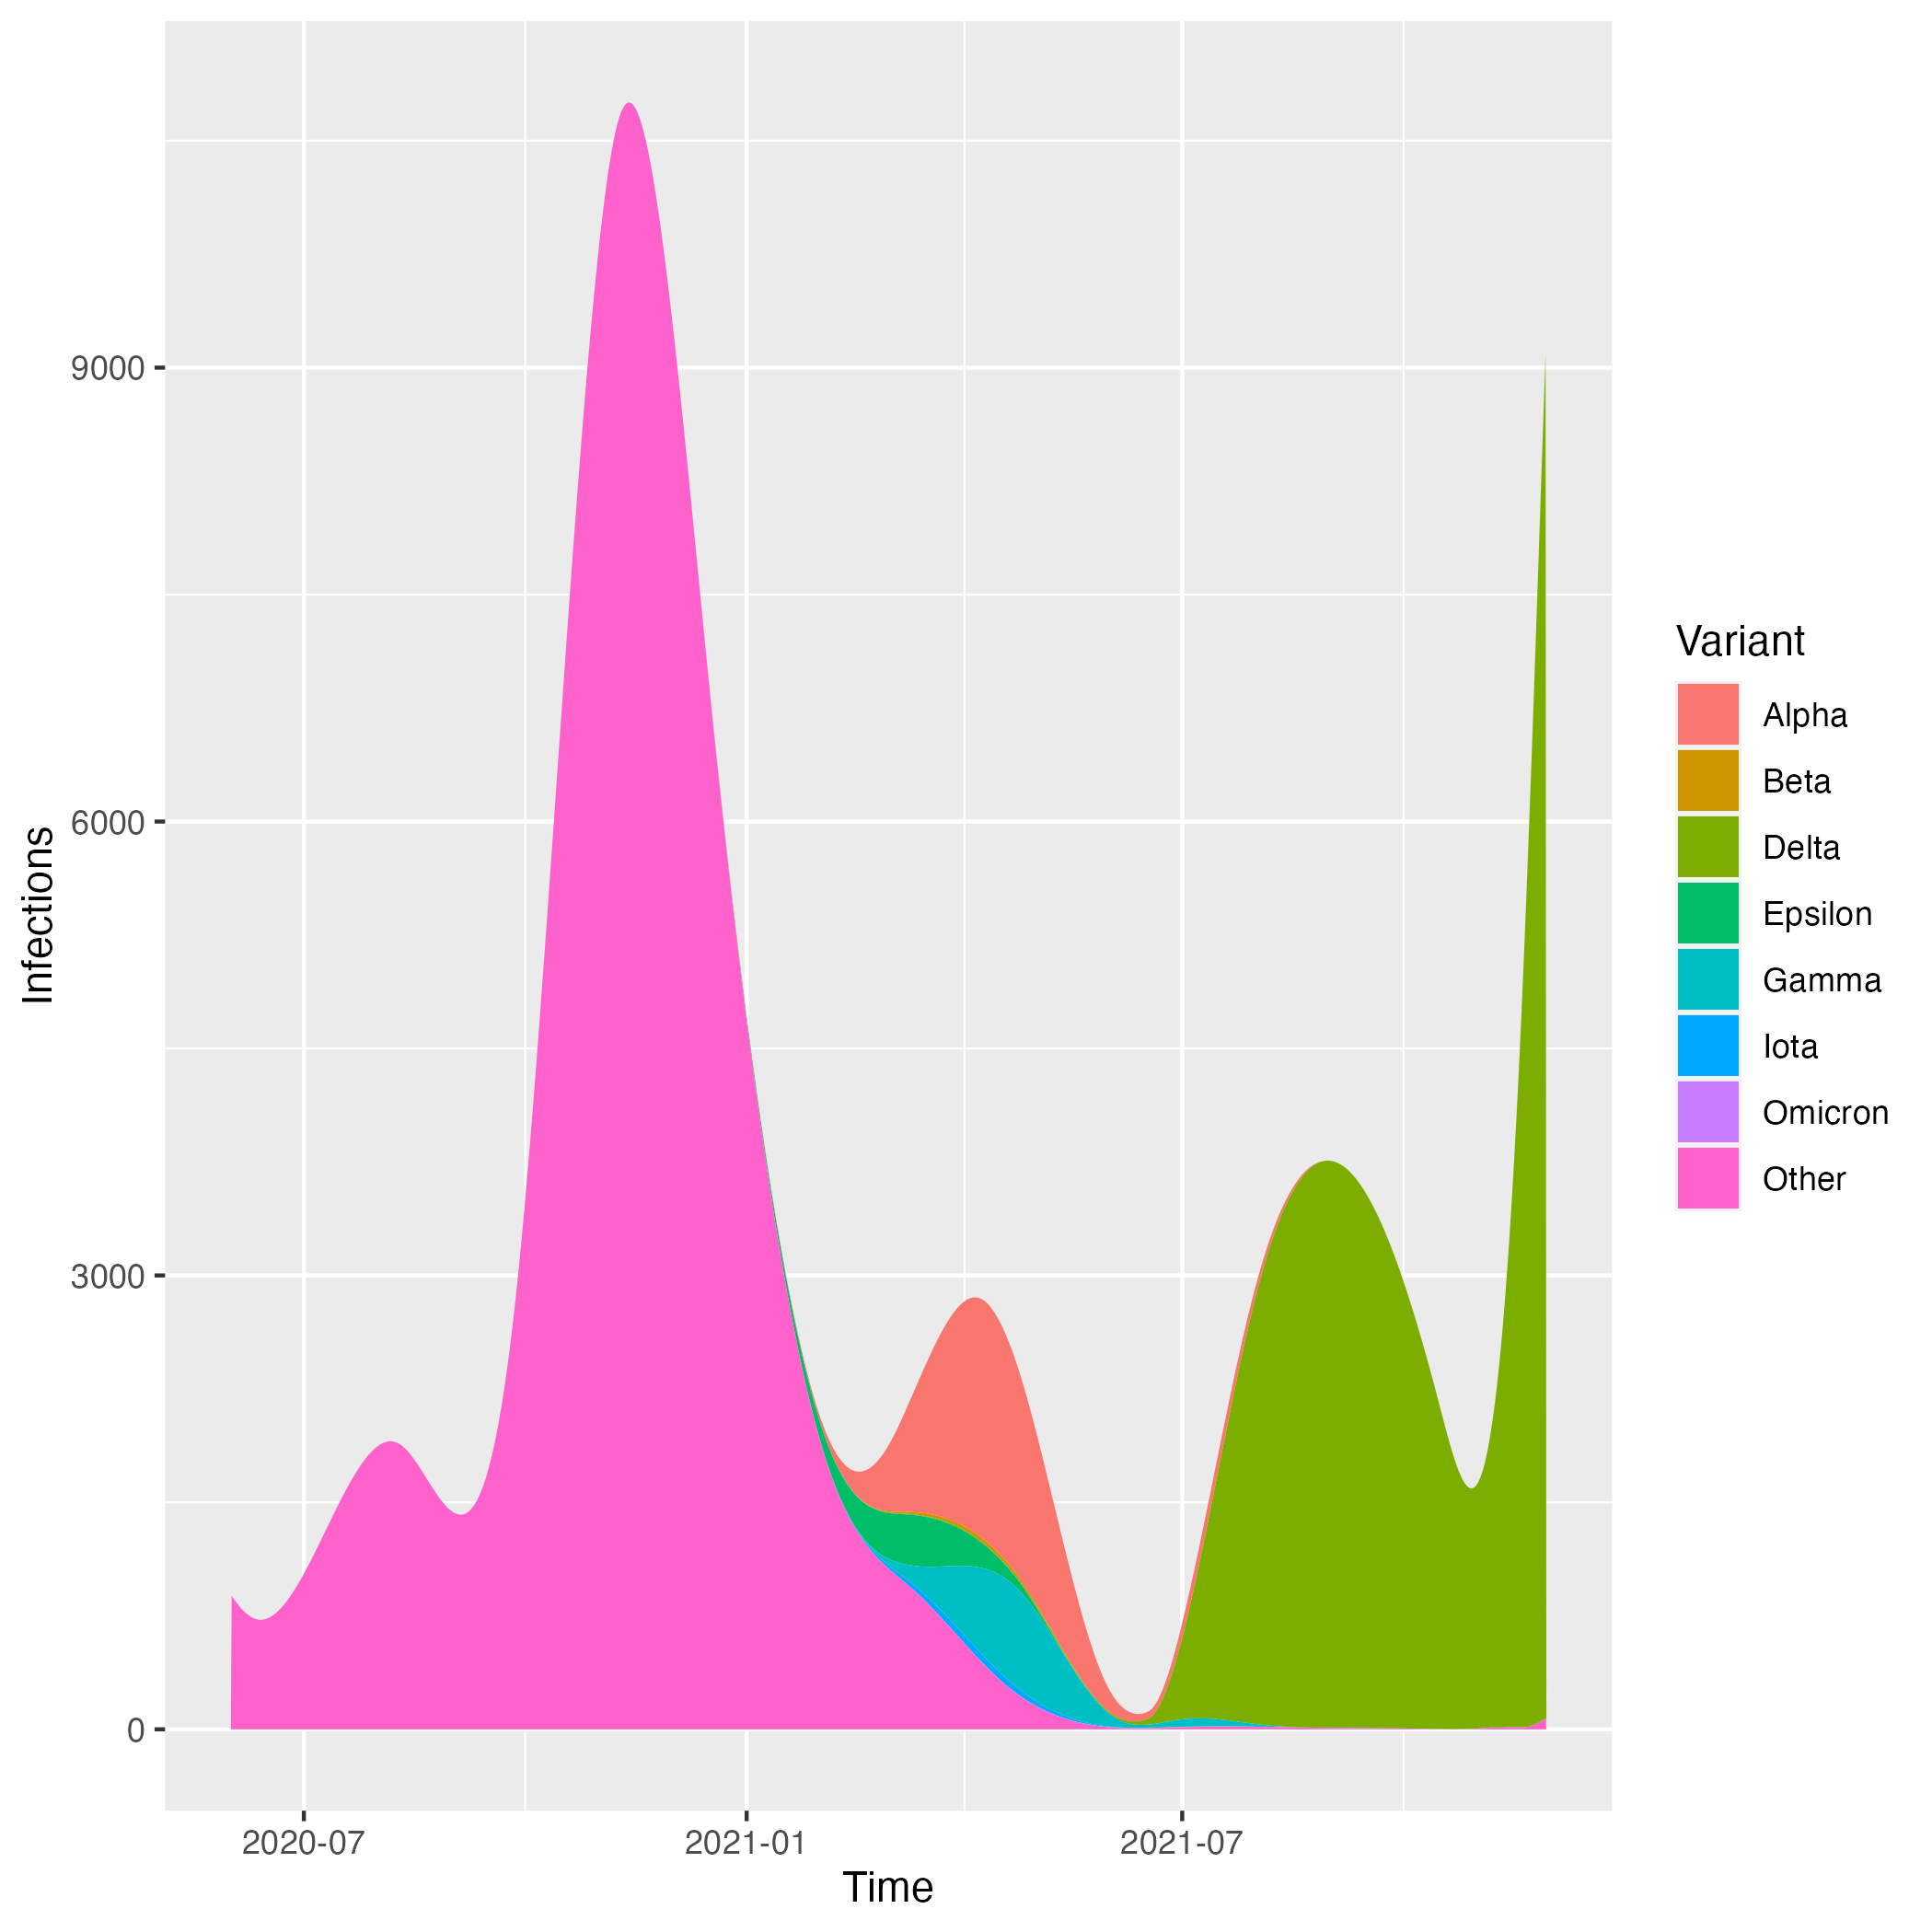 Infections
9000
6000
3000
0
2020-07
2021-01
2021-07
Time
Variant
Alpha
Beta
Delta
Epsilon
Gamma
Iota
Omicron
Other